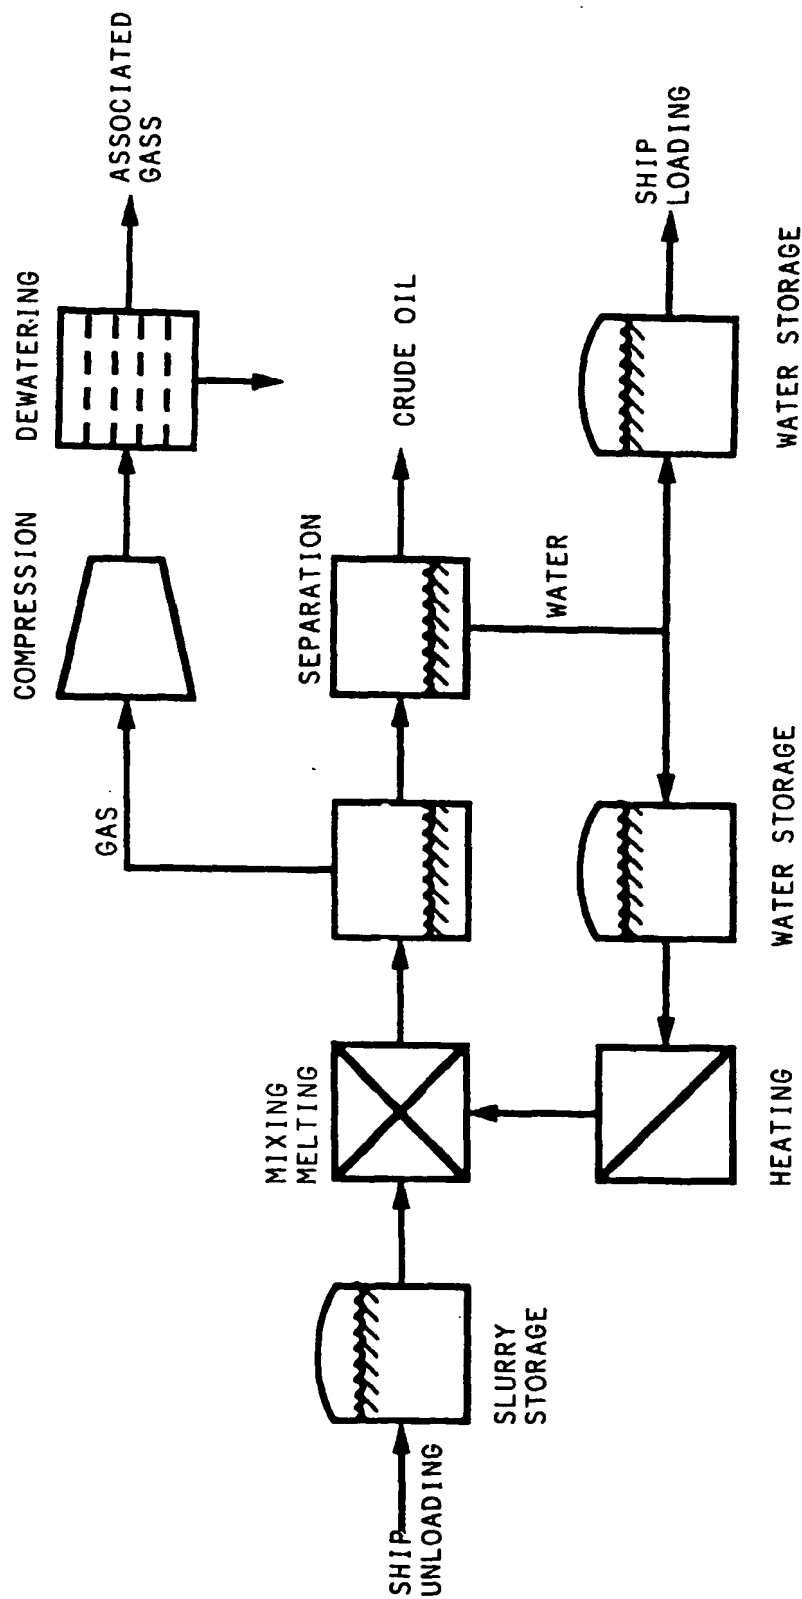 DEWATERING
ASSOCIATED
GASS
COMPRESSION
GAS
SEPARATION
CRUDE OIL
MIXING
MELTING
WATER
SHIP
LOADING
SHIP
UNLOADING
SLURRY
STORAGE
HEATING
WATER STORAGE
WATER STORAGE